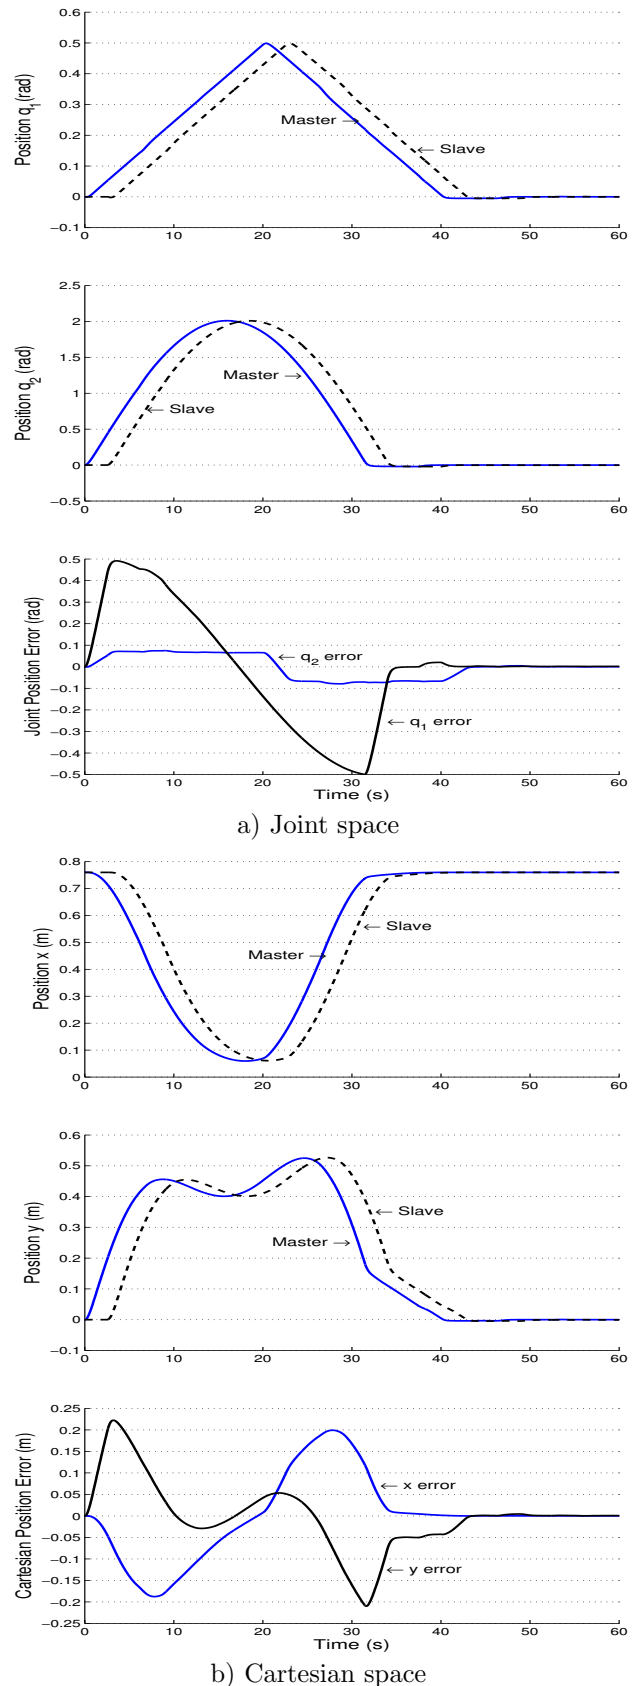 0.6
0.5
0.4
0.3
0.2
0.1
0
−0.1
Position q1 (rad)
Master →
← Slave
0 10 20 30 40 50 60
2.5
2
1.5
1
0.5
0
−0.5
Position q2 (rad)
Master →
← Slave
0 10 20 30 40 50 60
0.5
0.4
0.3
0.2
0.1
0
−0.1
−0.2
−0.3
−0.4
−0.5
Joint Position Error (rad)
← q2 error
← q1 error
0 10 20 30 40 50 60
Time (s)
a) Joint space
0.8
0.7
0.6
0.5
0.4
0.3
0.2
0.1
0
Position x (m)
← Slave
Master →
0 10 20 30 40 50 60
0.6
0.5
0.4
0.3
0.2
0.1
0
−0.1
Position y (m)
← Slave
Master →
0 10 20 30 40 50 60
0.25
0.2
0.15
0.1
0.05
0
−0.05
−0.1
−0.15
−0.2
−0.25
Cartesian Position Error (m)
← x error
← y error
0 10 20 30 40 50 60
Time (s)
b) Cartesian space